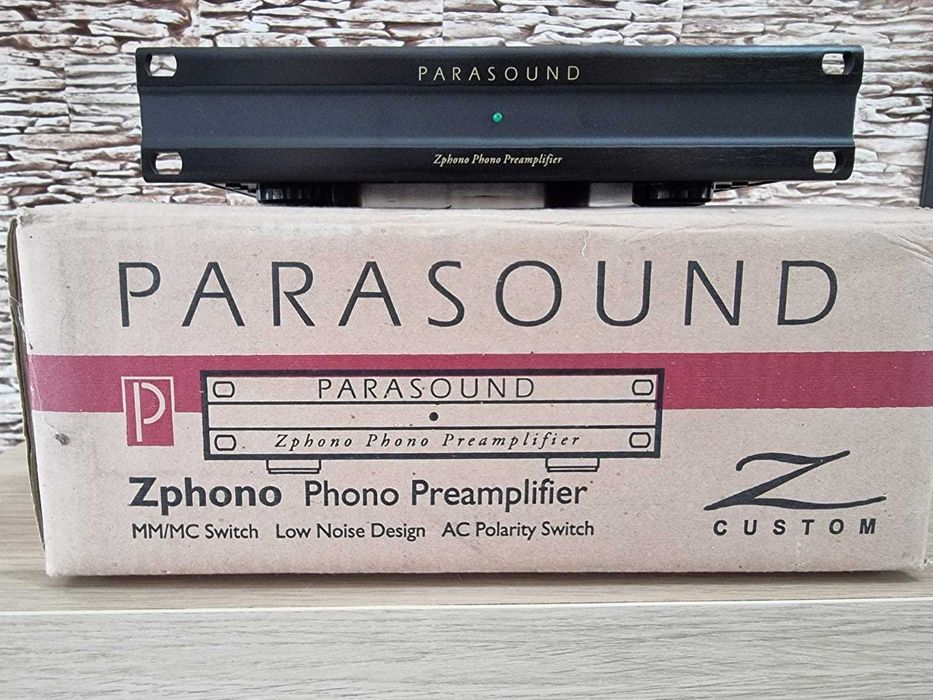 PARASOUND
Zphono Phono Preamplifier
PARASOUND
P
PARASOUND
Zphono Phono Preamplifier
Zphono Phono Preamplifier
MM/MC Switch Low Noise Design AC Polarity Switch
Z
CUSTOM